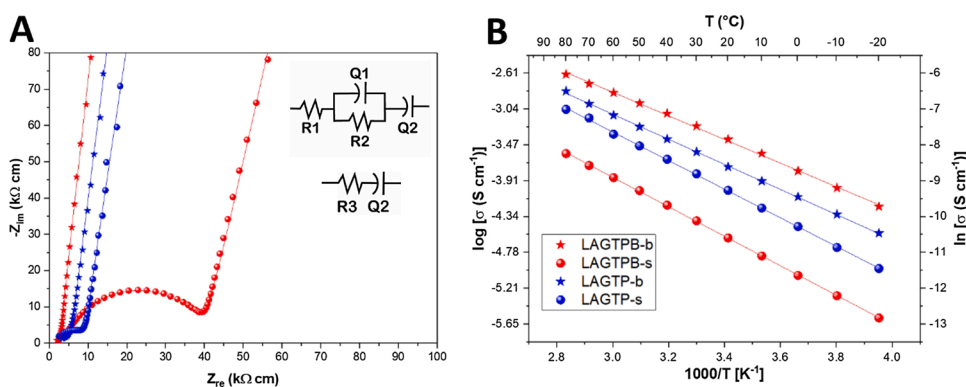 A
80
70
60
50
40
30
20
10
0
-Z_im (kΩ cm)
0 10 20 30 40 50 60 70 80 90 100
Z_re (kΩ cm)
Q1
R1
R2
Q2
R3 Q2
B
T (°C)
90 80 70 60 50 40 30 20 10 0 -10 -20
log [σ (S cm⁻¹)]
-2.61
-3.04
-3.47
-3.91
-4.34
-4.78
-5.21
-5.65
ln [σ (S cm⁻¹)]
-6
-7
-8
-9
-10
-11
-12
-13
LAGTPB-b
LAGTPB-s
LAGTP-b
LAGTP-s
2.8 3.0 3.2 3.4 3.6 3.8 4.0
1000/T [K⁻¹]